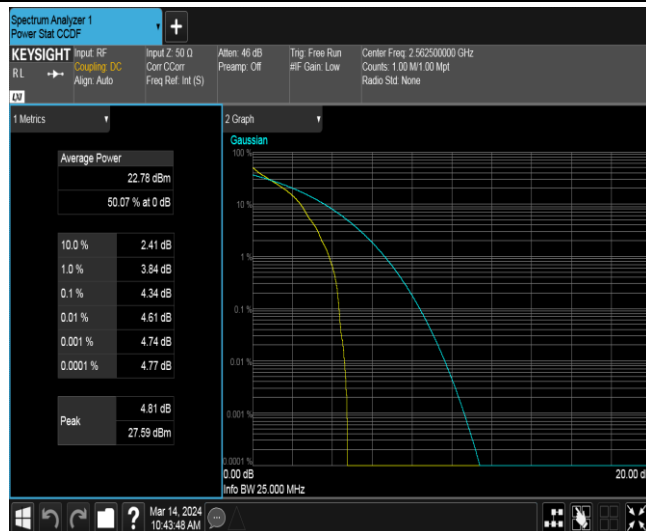 Spectrum Analyzer 1
Power Stat CCDF
KEYSIGHT
RL
Input: RF
Coupling: DC
Align: Auto
Input Z: 50 Ω
Corr CCorr
Freq Ref: Int (S)
Atten: 46 dB
Preamp: Off
Trig: Free Run
#IF Gain: Low
Center Freq: 2.562500000 GHz
Counts: 1.00 M/1.00 Mpt
Radio Std: None
LXI
1 Metrics
Average Power
22.78 dBm
50.07 % at 0 dB
10.0 % 2.41 dB
1.0 % 3.84 dB
0.1 % 4.34 dB
0.01 % 4.61 dB
0.001 % 4.74 dB
0.0001 % 4.77 dB
Peak
4.81 dB
27.59 dBm
2 Graph
Gaussian
100 %
10 %
1 %
0.1 %
0.01 %
0.001 %
0.0001 %
0.00 dB
20.00 d
Info BW 25.000 MHz
?
Mar 14, 2024
10:43:48 AM